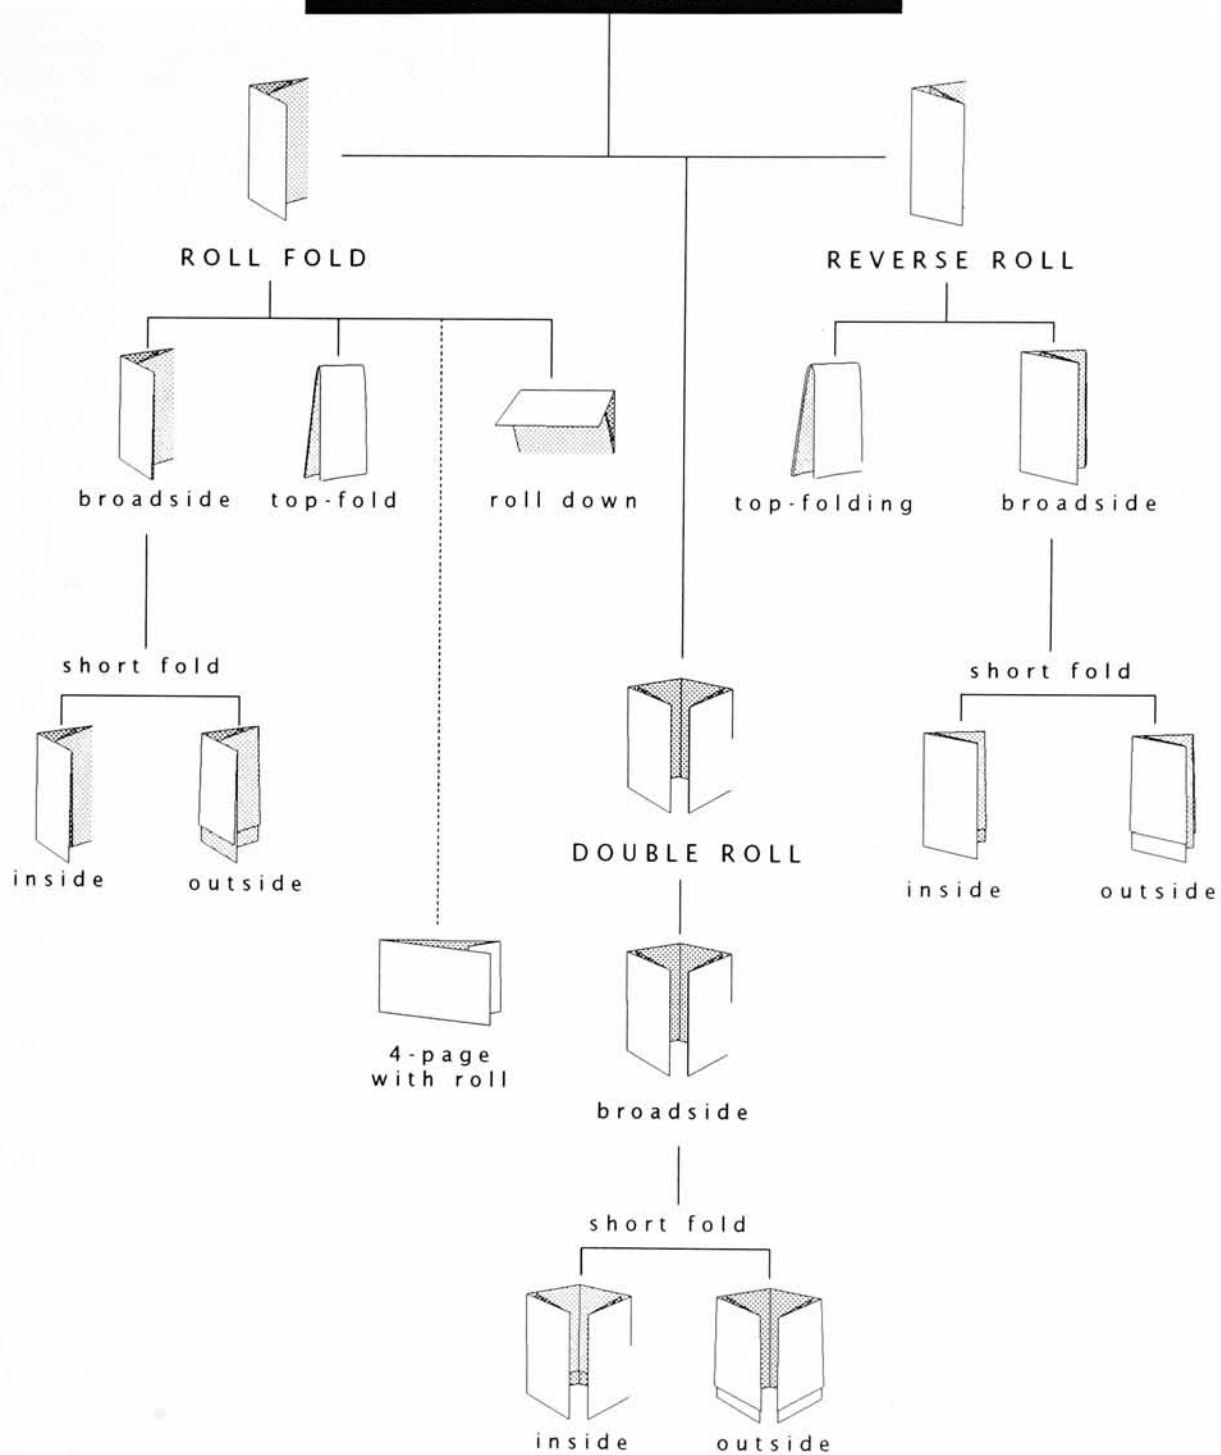 ROLL FOLD
REVERSE ROLL
broadside
top-fold
roll down
top-folding
broadside
short fold
short fold
inside
outside
DOUBLE ROLL
inside
outside
4-page
with roll
broadside
short fold
inside
outside